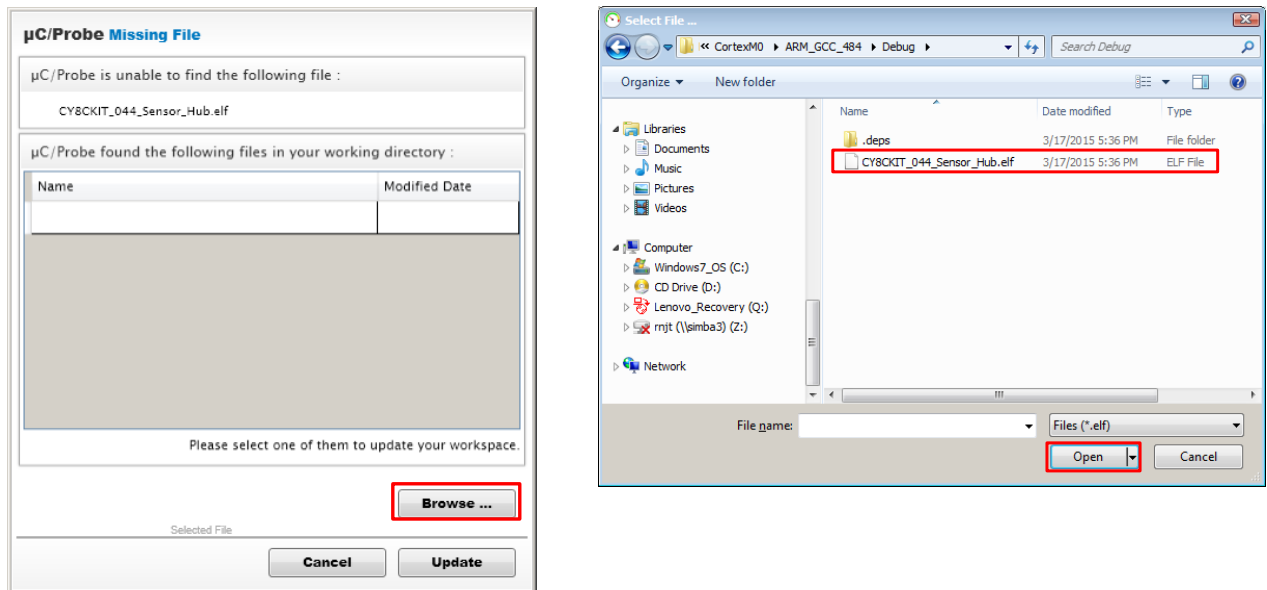 µC/Probe Missing File
µC/Probe is unable to find the following file :
CY8CKIT_044_Sensor_Hub.elf
µC/Probe found the following files in your working directory :
Name Modified Date
Please select one of them to update your workspace.
Browse ...
Selected File
Cancel Update
Select File ...
« CortexM0 ARM_GCC_484 Debug Search Debug
Organize New folder
Name Date modified Type
Libraries
Documents
Music
Pictures
Videos
Computer
Windows7_OS (C:)
CD Drive (D:)
Lenovo_Recovery (Q:)
rnjt (\\simba3) (Z:)
Network
.deps 3/17/2015 5:36 PM File folder
CY8CKIT_044_Sensor_Hub.elf 3/17/2015 5:36 PM ELF File
File name: Files (*.elf)
Open Cancel